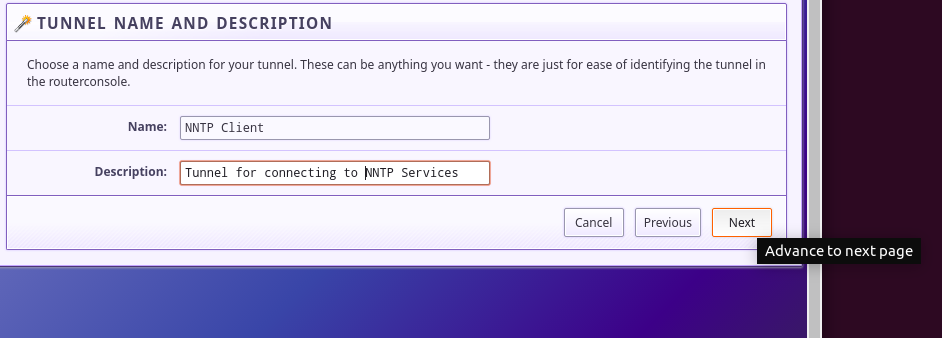 TUNNEL NAME AND DESCRIPTION
Choose a name and description for your tunnel. These can be anything you want - they are just for ease of identifying the tunnel in
the routerconsole.
Name: NNTP Client
Description: Tunnel for connecting to NNTP Services
Cancel Previous Next
Advance to next page